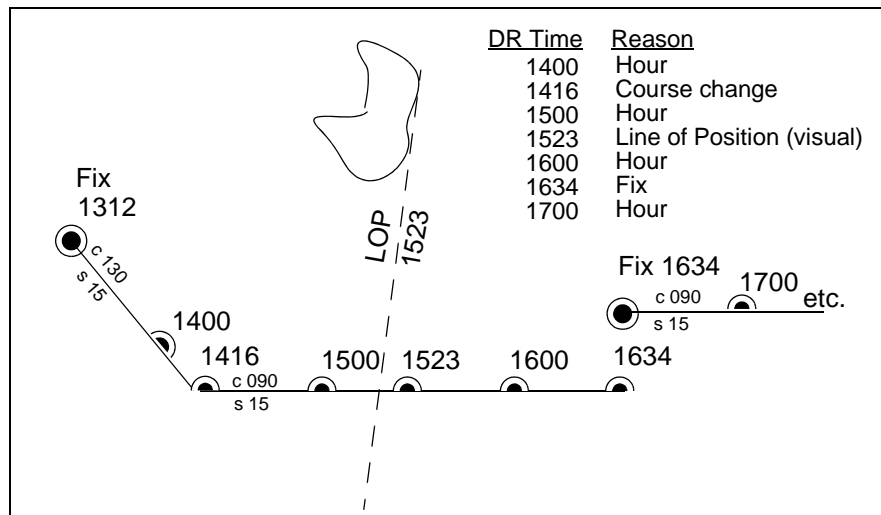 DR Time Reason
1400 Hour
1416 Course change
1500 Hour
1523 Line of Position (visual)
1600 Hour
1634 Fix
1700 Hour
Fix
1312
c 130
s 15
1400
1416
c 090
s 15
1500
LOP
1523
1523
1600
1634
Fix 1634
c 090
s 15
1700
etc.